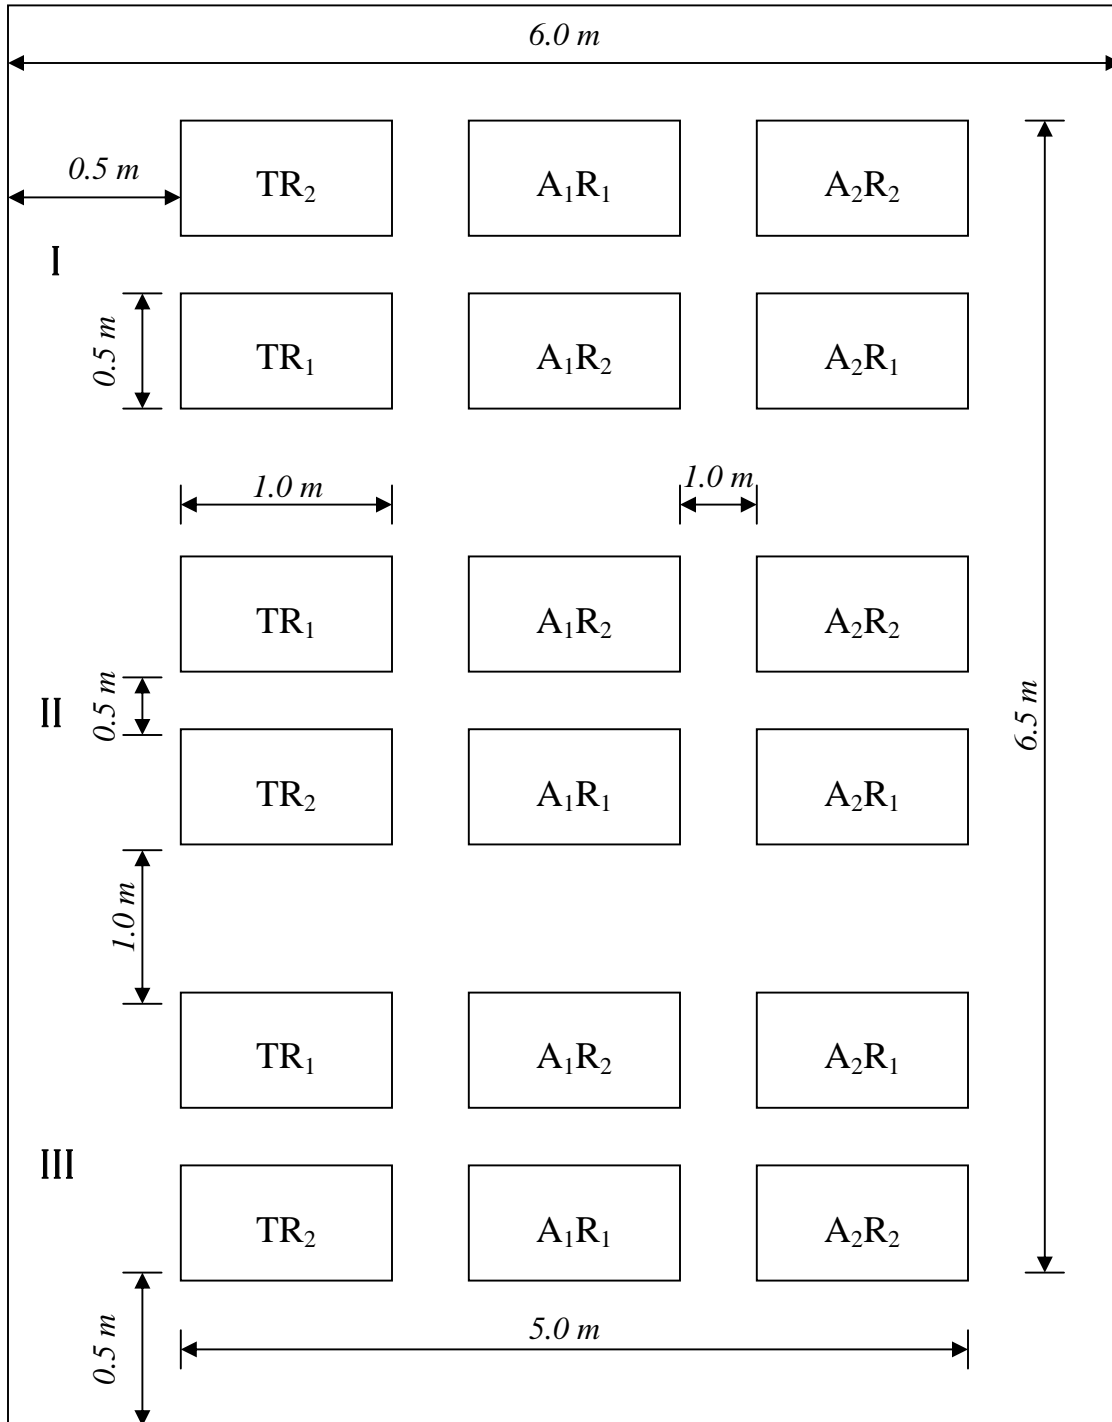 6.0 m
0.5 m
TR₂ A₁R₁ A₂R₂
I
0.5 m
TR₁ A₁R₂ A₂R₁
1.0 m 1.0 m
TR₁ A₁R₂ A₂R₂
II
0.5 m
6.5 m
TR₂ A₁R₁ A₂R₁
1.0 m
TR₁ A₁R₂ A₂R₁
III
TR₂ A₁R₁ A₂R₂
0.5 m
5.0 m